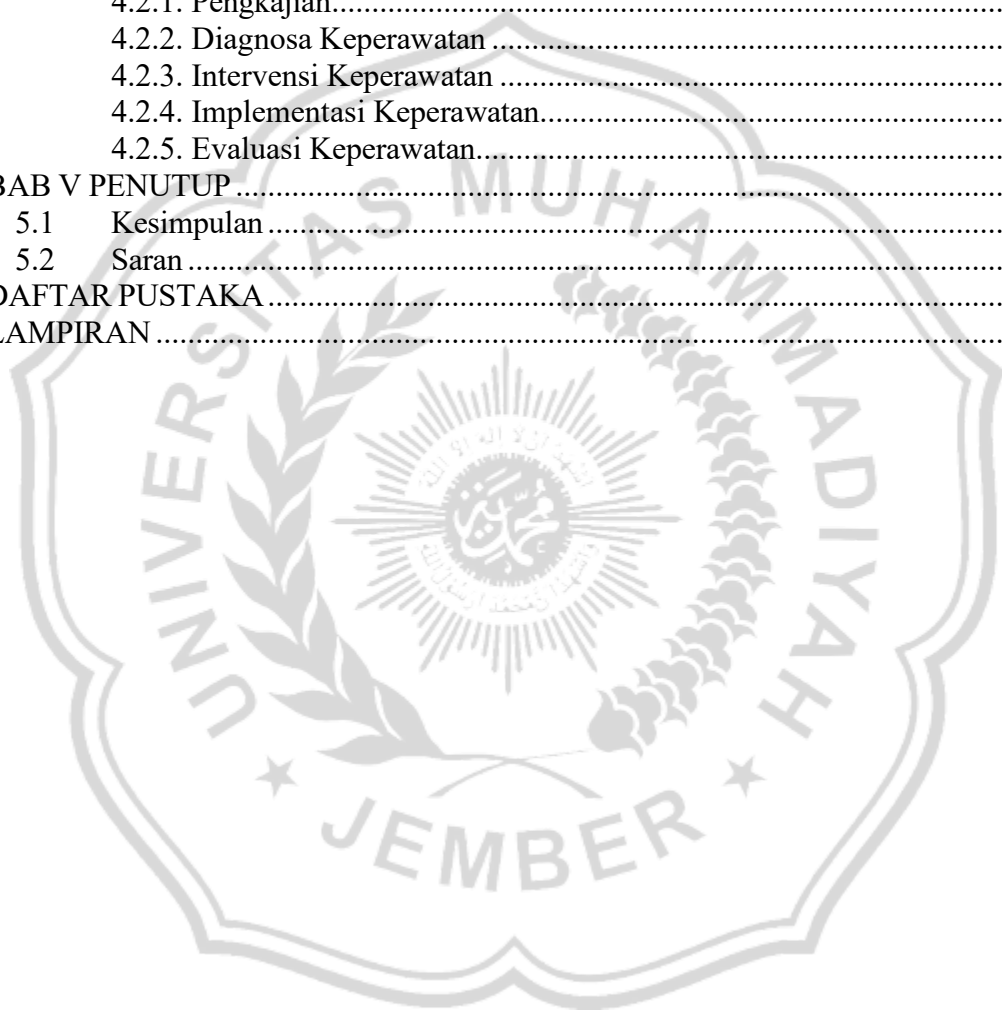 4.2.1. Pengkajian........................................................................................
4.2.2. Diagnosa Keperawatan ................................................................
4.2.3. Intervensi Keperawatan ...............................................................
4.2.4. Implementasi Keperawatan.........................................................
4.2.5. Evaluasi Keperawatan..................................................................
BAB V PENUTUP ................................................................................................
5.1 Kesimpulan ............................................................................................
5.2 Saran .......................................................................................................
DAFTAR PUSTAKA ............................................................................................
LAMPIRAN ..........................................................................................................
UNIVERSITAS MUHAMMADIYAH
JEMBER